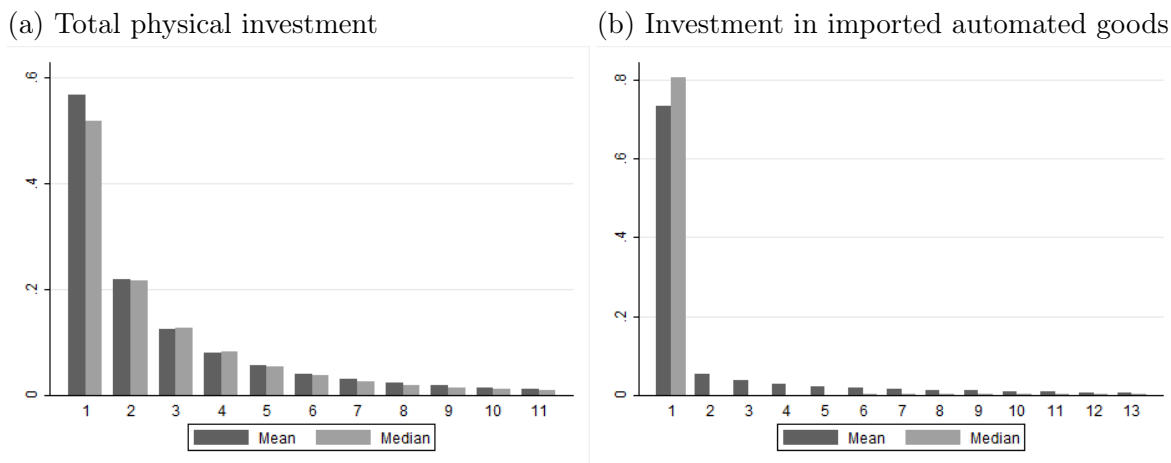 (a) Total physical investment
.6
.4
.2
0
1 2 3 4 5 6 7 8 9 10 11
Mean Median
(b) Investment in imported automated goods
.8
.6
.4
.2
0
1 2 3 4 5 6 7 8 9 10 11 12 13
Mean Median